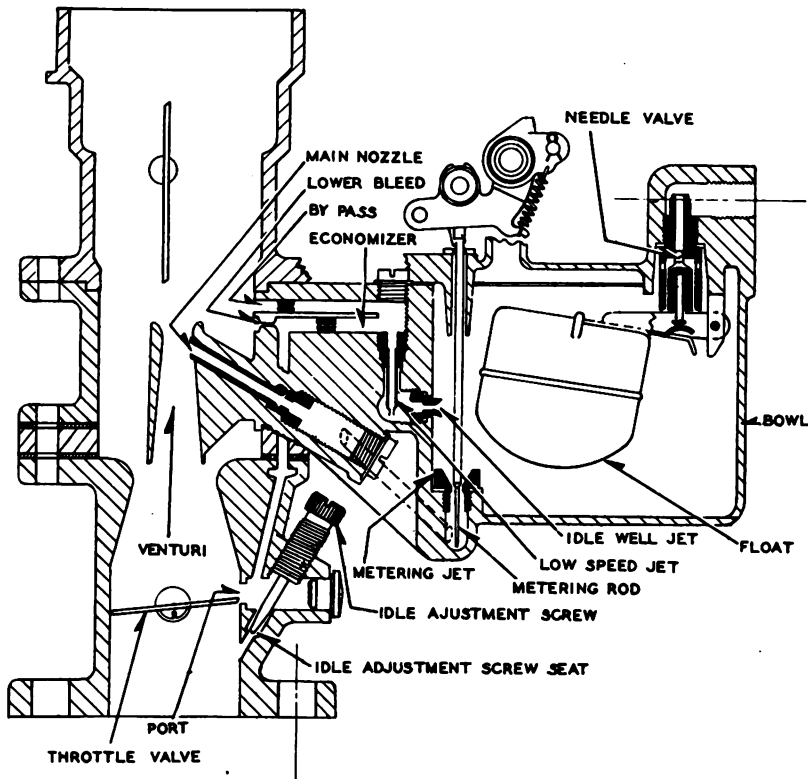 NEEDLE VALVE
MAIN NOZZLE
LOWER BLEED
BY PASS
ECONOMIZER
BOWL
IDLE WELL JET
FLOAT
VENTURI
METERING JET
LOW SPEED JET
METERING ROD
IDLE AJUSTMENT SCREW
IDLE ADJUSTMENT SCREW SEAT
PORT
THROTTLE VALVE